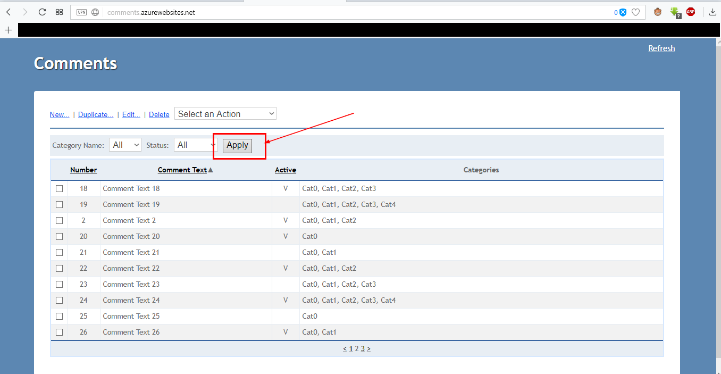 comments.azurewebsites.net
Refresh
Comments
New... | Duplicate... | Edit... | Delete Select an Action
Category Name: All Status: All Apply
Number Comment Text▲ Active Categories
18 Comment Text 18 V Cat0, Cat1, Cat2, Cat3
19 Comment Text 19 Cat0, Cat1, Cat2, Cat3, Cat4
2 Comment Text 2 V Cat0, Cat1, Cat2
20 Comment Text 20 V Cat0
21 Comment Text 21 Cat0, Cat1
22 Comment Text 22 V Cat0, Cat1, Cat2
23 Comment Text 23 Cat0, Cat1, Cat2, Cat3
24 Comment Text 24 V Cat0, Cat1, Cat2, Cat3, Cat4
25 Comment Text 25 Cat0
26 Comment Text 26 V Cat0, Cat1
< 1 2 3 >